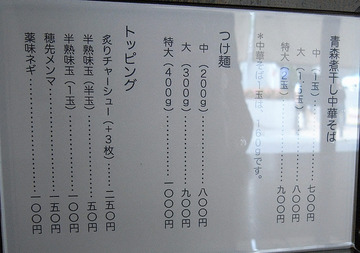 青森煮干し中華そば
中（1玉）………七〇〇円
大（1.5玉）………八〇〇円
特大（2玉）………九〇〇円
＊中華そば1玉は、160gです。
つけ麺
中（200g）………八〇〇円
大（300g）………九〇〇円
特大（400g）………一〇〇〇円
トッピング
炙りチャーシュー（＋3枚）………二五〇円
半熟味玉（半玉）………五〇円
半熟味玉（1玉）………一〇〇円
穂先メンマ………一五〇円
薬味ネギ………一〇〇円